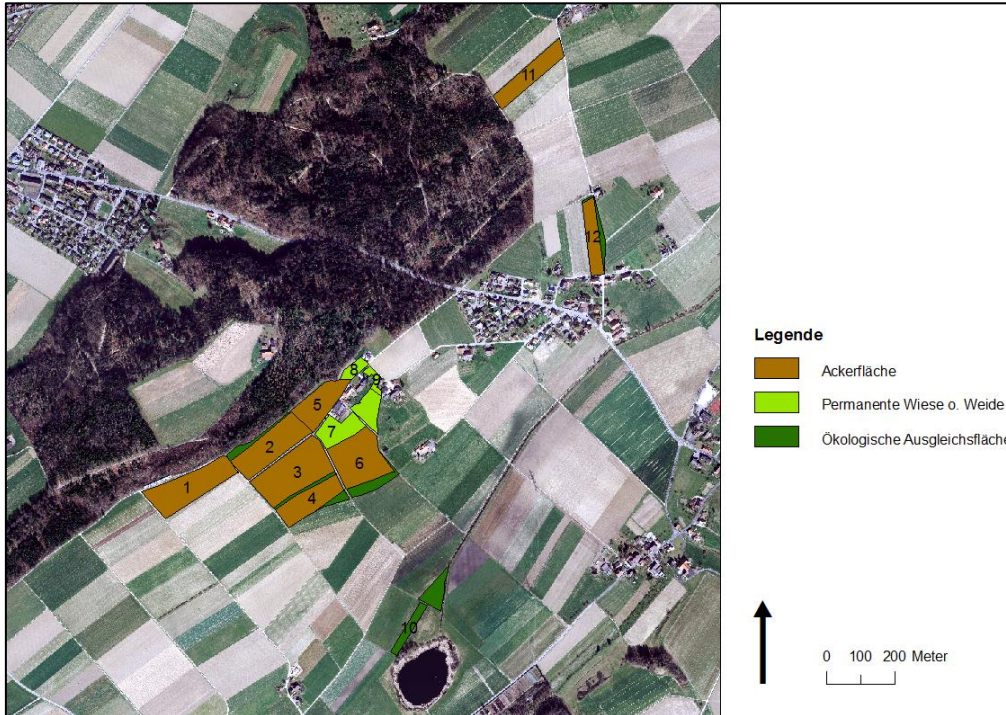 11
12
8
9
5
7
2
3
6
1
4
10
Legende
Ackerfläche
Permanente Wiese o. Weide
Ökologische Ausgleichsfläche
0 100 200 Meter